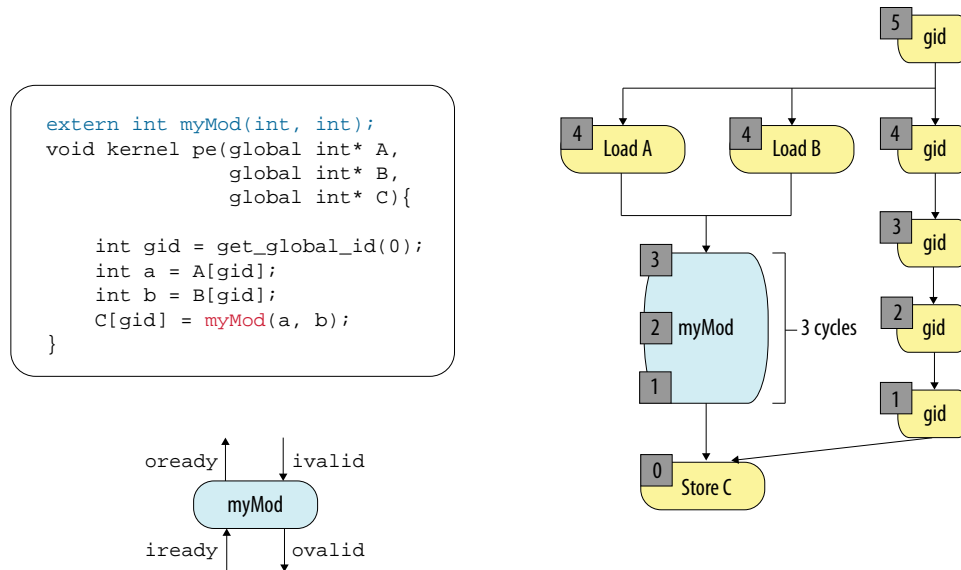 extern int myMod(int, int);
void kernel pe(global int* A,
global int* B,
global int* C){
int gid = get_global_id(0);
int a = A[gid];
int b = B[gid];
C[gid] = myMod(a, b);
}
oready
ivalid
myMod
iready
ovalid
5
gid
4
Load A
4
Load B
4
gid
3
gid
3
2
myMod
3 cycles
1
2
gid
1
gid
0
Store C